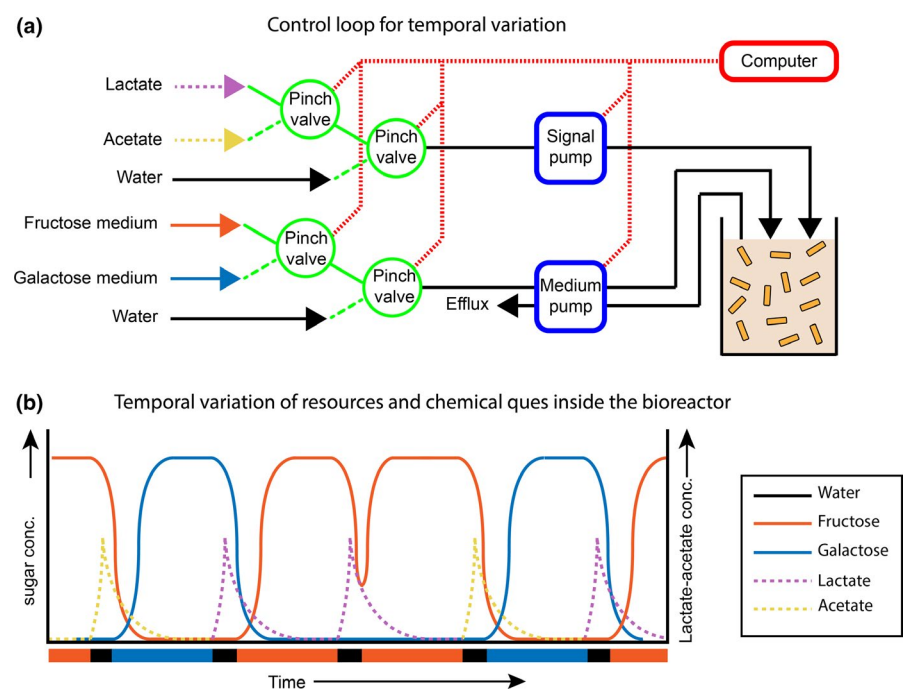 (a)
Control loop for temporal variation
Computer
Lactate
Pinch
valve
Acetate
Pinch
valve
Signal
pump
Water
Fructose medium
Pinch
valve
Galactose medium
Pinch
valve
Medium
pump
Efflux
Water
(b)
Temporal variation of resources and chemical ques inside the bioreactor
sugar conc.
Lactate-acetate conc.
Water
Fructose
Galactose
Lactate
Acetate
Time